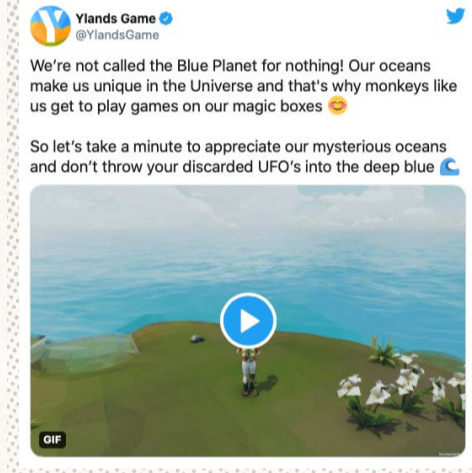 Ylands Game
@YlandsGame
We’re not called the Blue Planet for nothing! Our oceans
make us unique in the Universe and that's why monkeys like
us get to play games on our magic boxes 😊
So let’s take a minute to appreciate our mysterious oceans
and don’t throw your discarded UFO’s into the deep blue 🌊
GIF